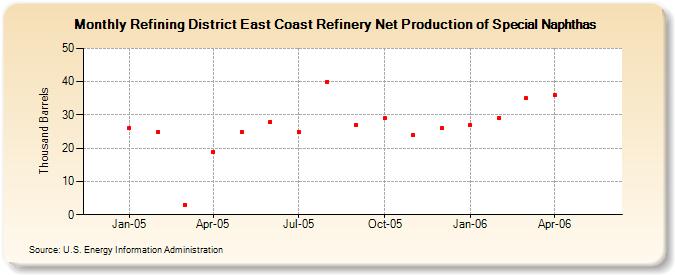 Monthly Refining District East Coast Refinery Net Production of Special Naphthas
Thousand Barrels
50
40
30
20
10
0
Jan-05 Apr-05 Jul-05 Oct-05 Jan-06 Apr-06
Source: U.S. Energy Information Administration